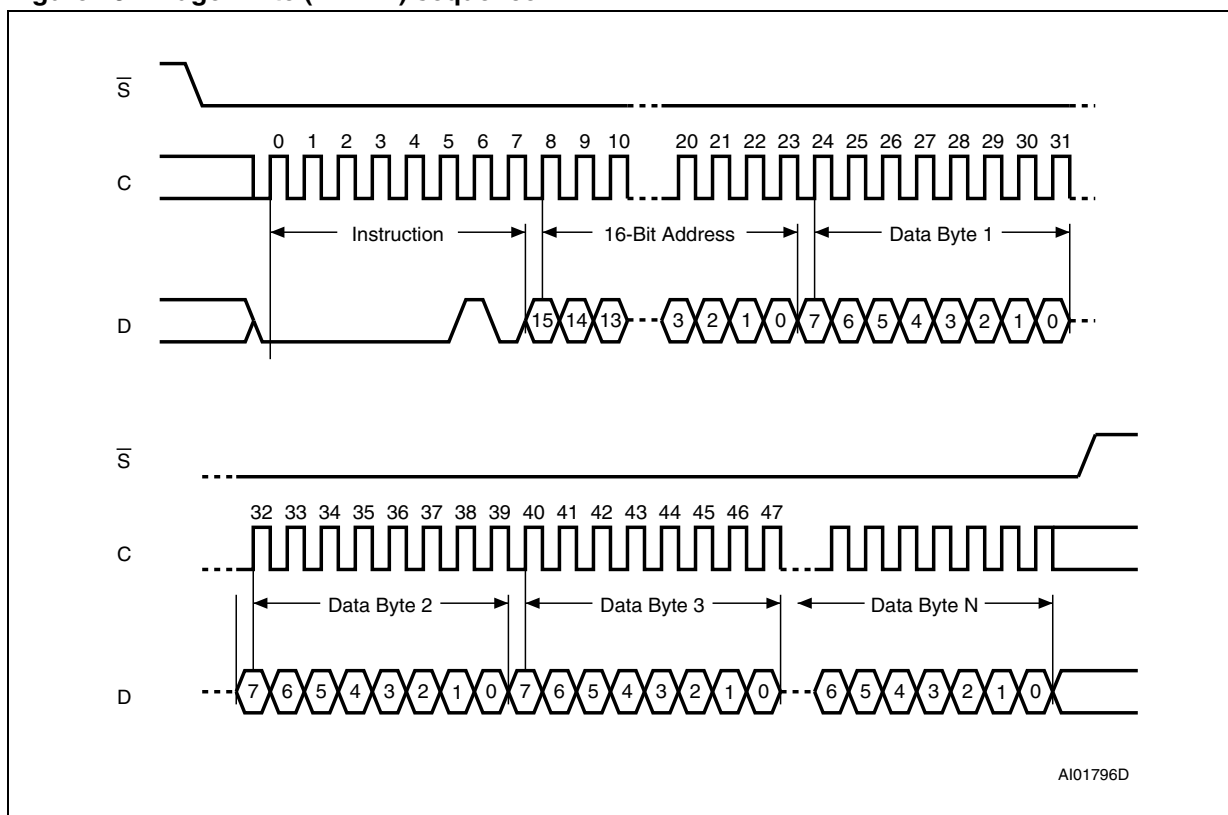 S
0 1 2 3 4 5 6 7 8 9 10 20 21 22 23 24 25 26 27 28 29 30 31
C
Instruction 16-Bit Address Data Byte 1
D 15 14 13 3 2 1 0 7 6 5 4 3 2 1 0
S
32 33 34 35 36 37 38 39 40 41 42 43 44 45 46 47
C
Data Byte 2 Data Byte 3 Data Byte N
D 7 6 5 4 3 2 1 0 7 6 5 4 3 2 1 0 6 5 4 3 2 1 0
AI01796D